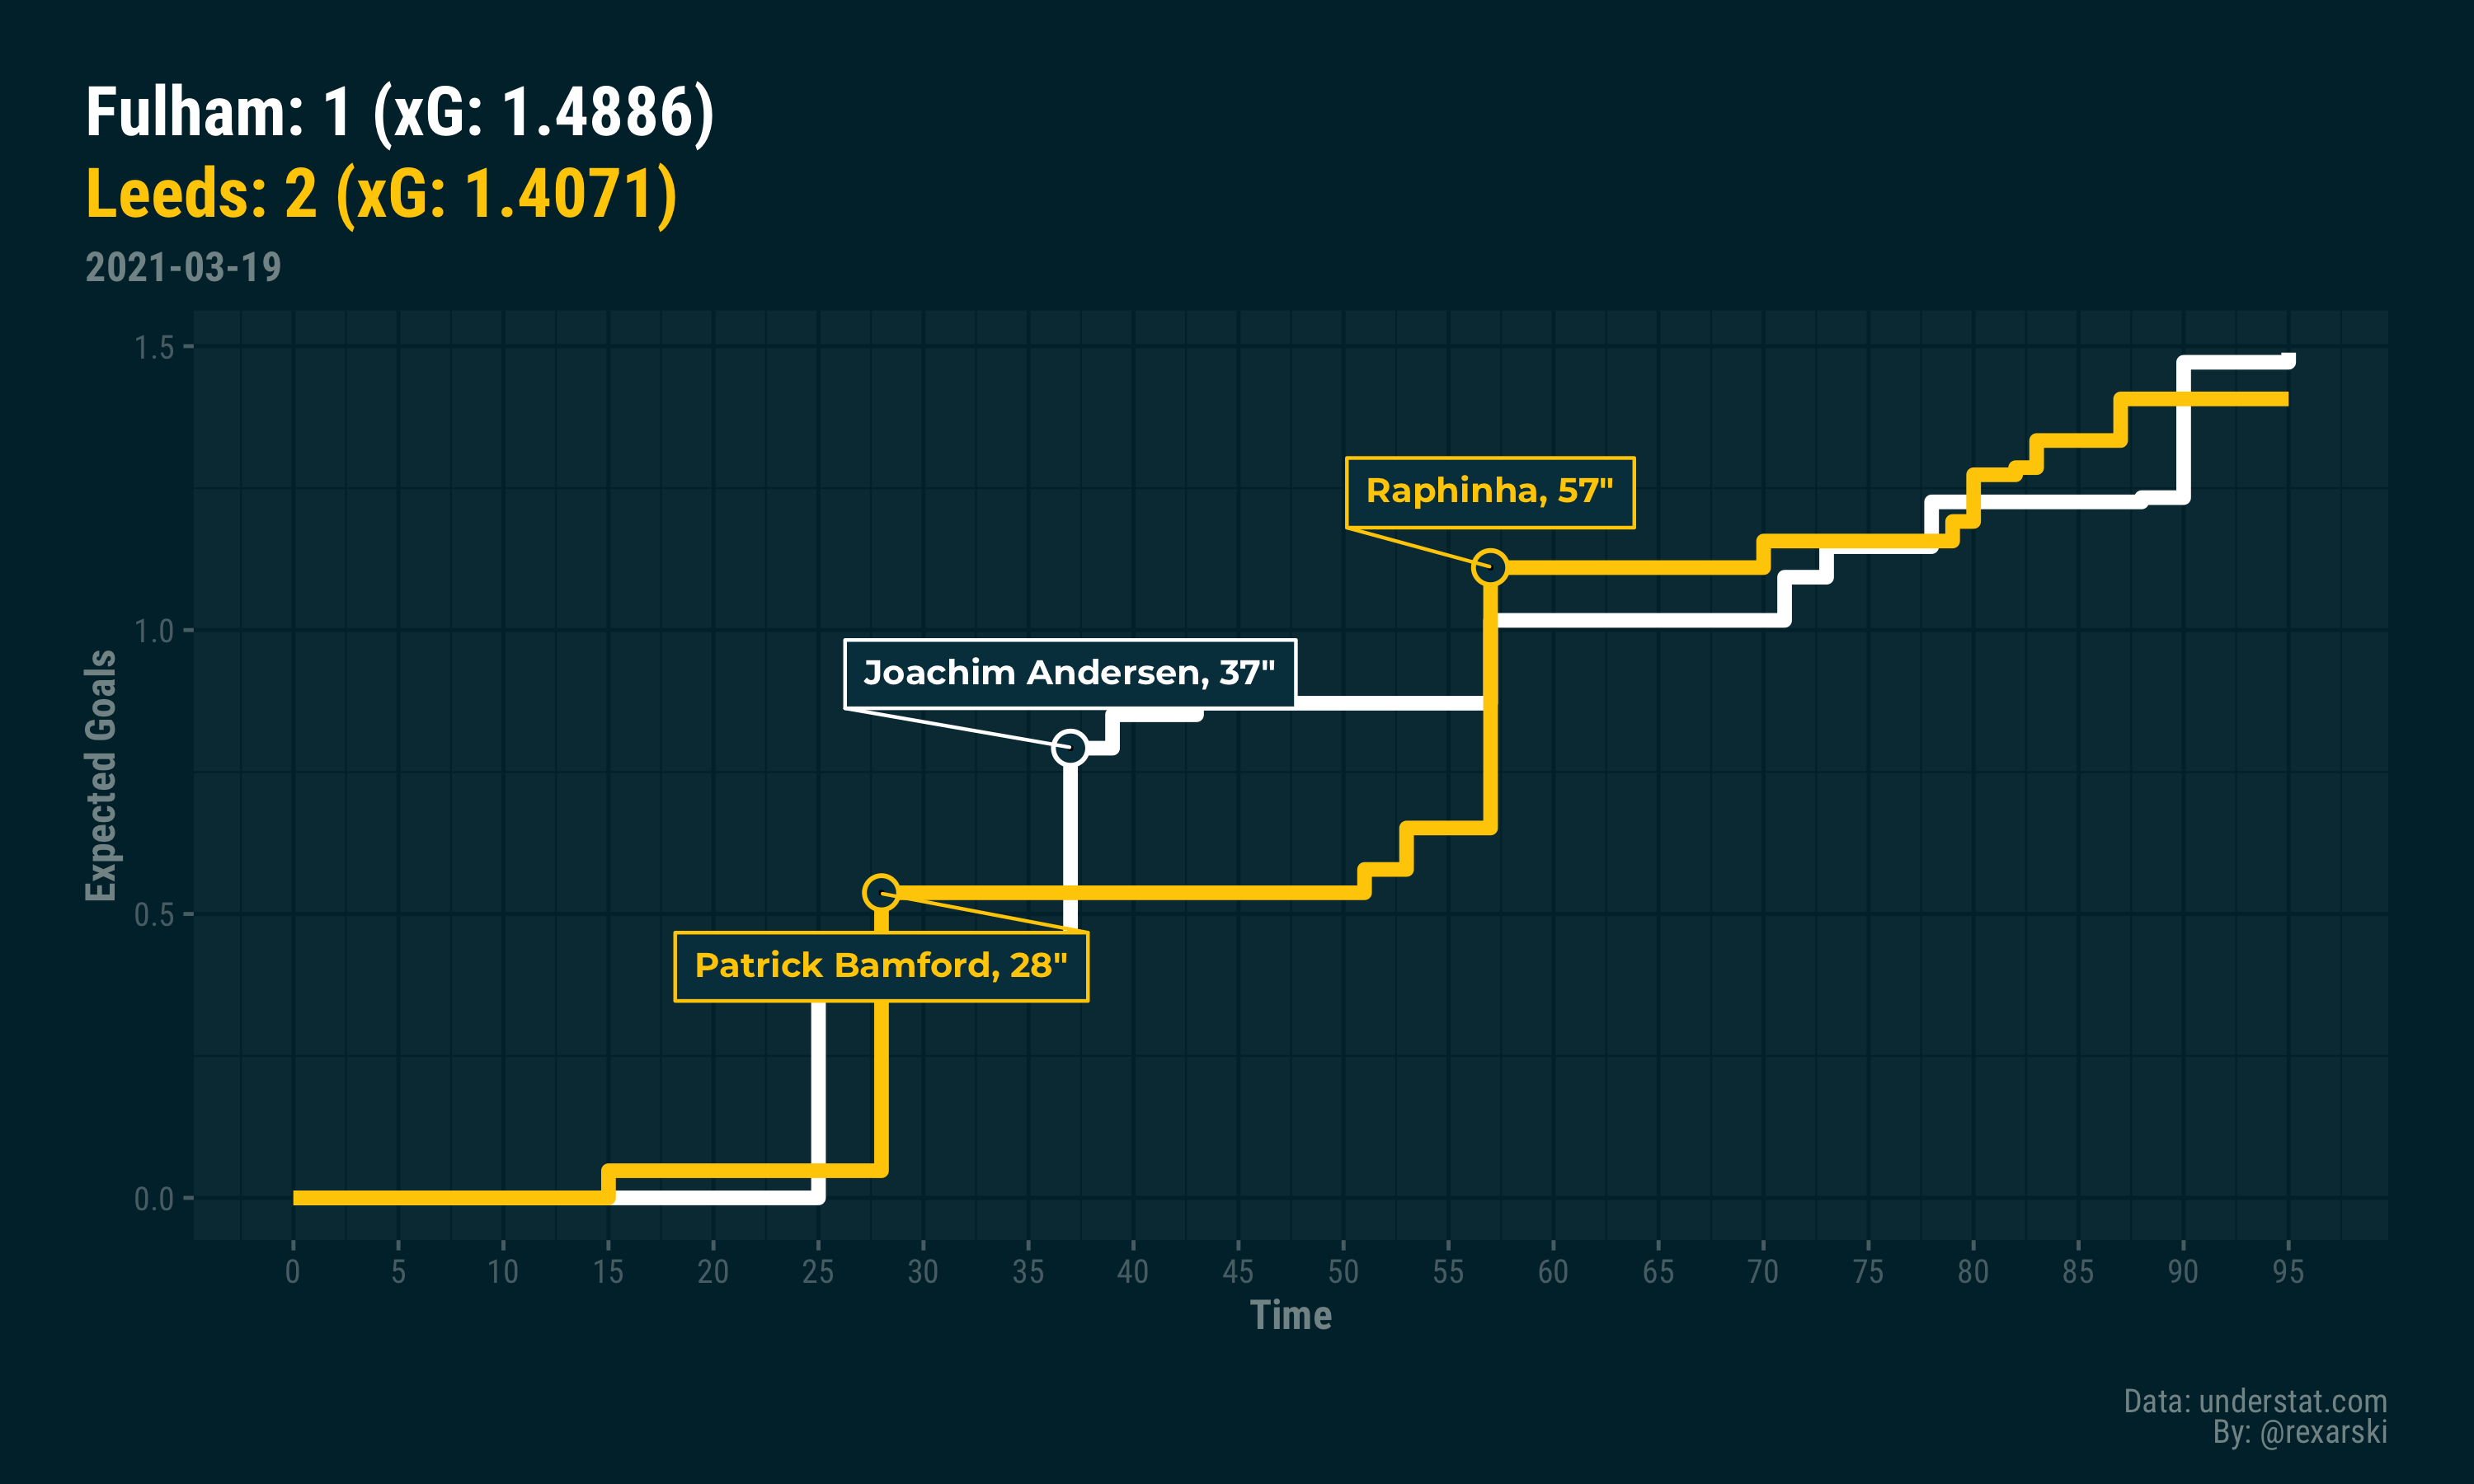 Fulham: 1 (xG: 1.4886)
Leeds: 2 (xG: 1.4071)
2021-03-19
1.5
1.0
0.5
0.0
Expected Goals
Raphinha, 57"
Joachim Andersen, 37"
Patrick Bamford, 28"
0 5 10 15 20 25 30 35 40 45 50 55 60 65 70 75 80 85 90 95
Time
Data: understat.com
By: @rexarski